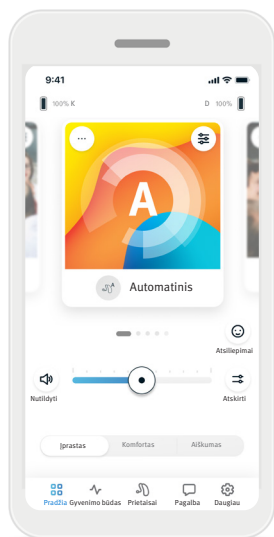 9:41
100% K
D 100%
A
A
Automatinis
Atsiliepimai
Nutildyti
Atskirti
Įprastas
Komfortas
Aiškumas
Pradžia
Gyvenimo būdas
Prietaisai
Pagalba
Daugiau